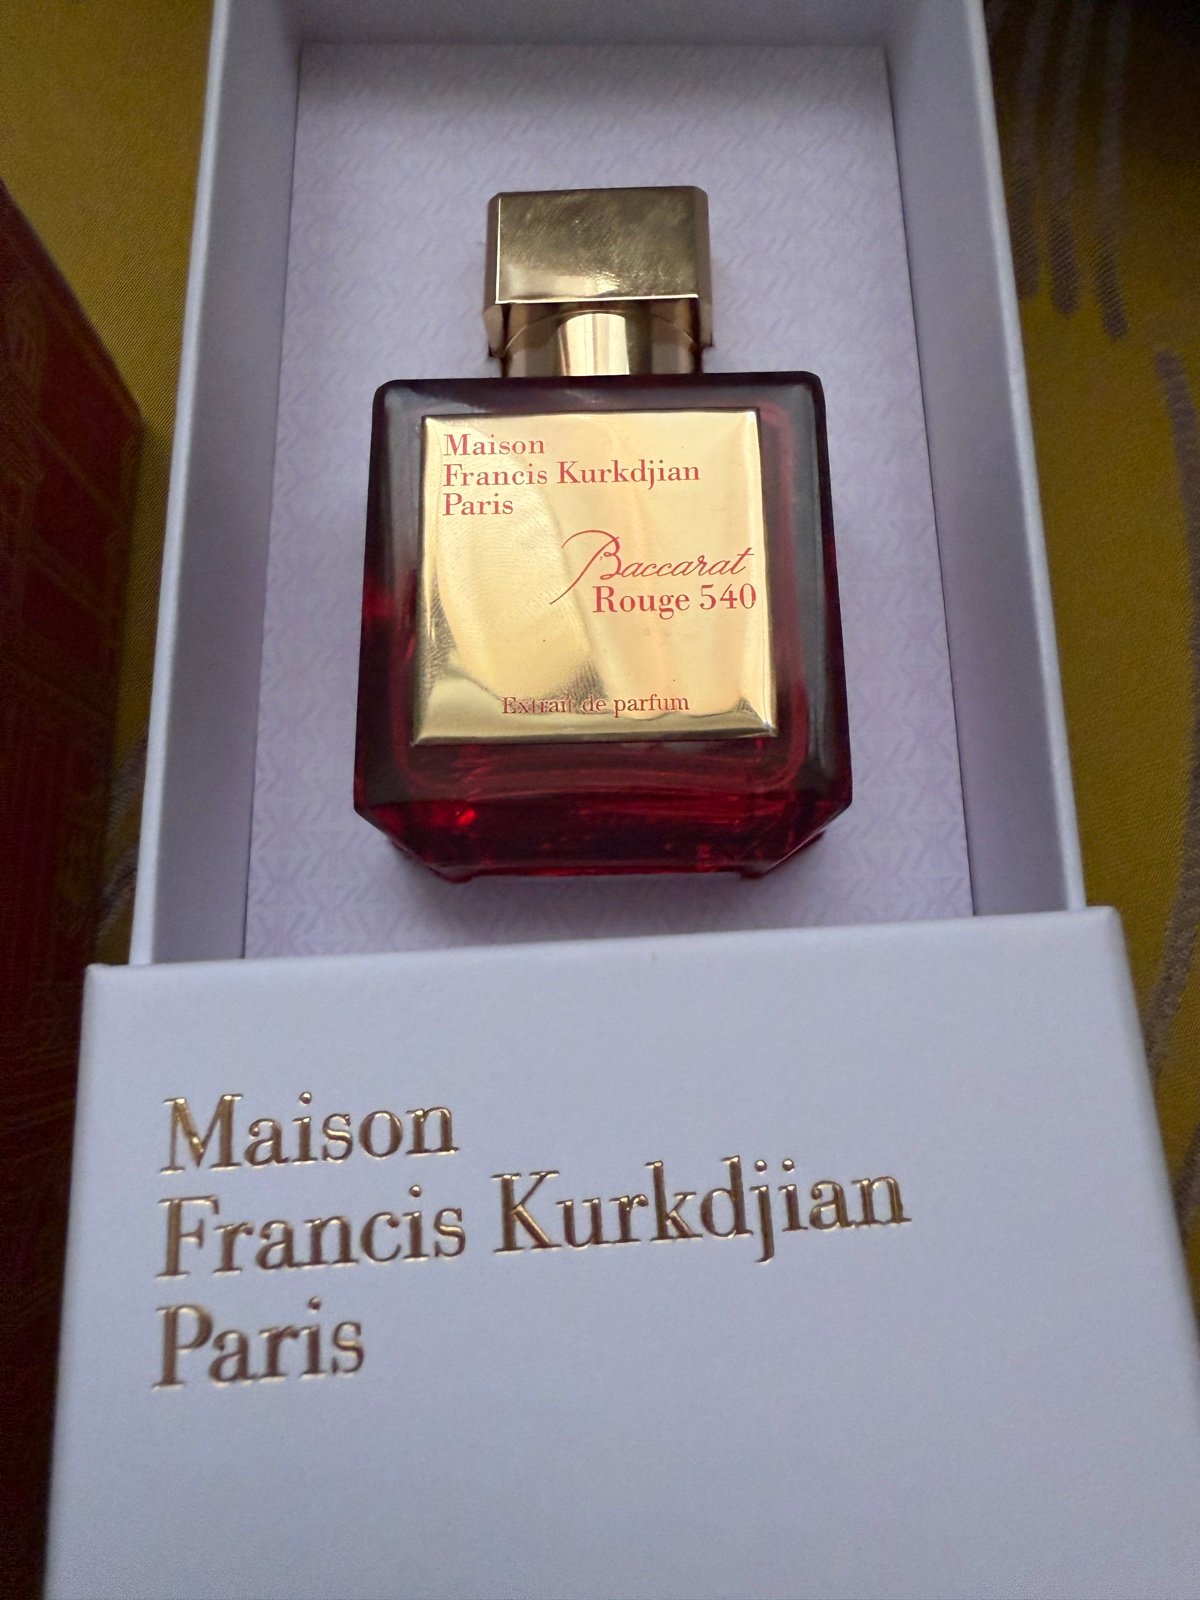 Maison
Francis Kurkdjian
Paris
Baccarat
Rouge 540
Extrait de parfum
Maison
Francis Kurkdjian
Paris